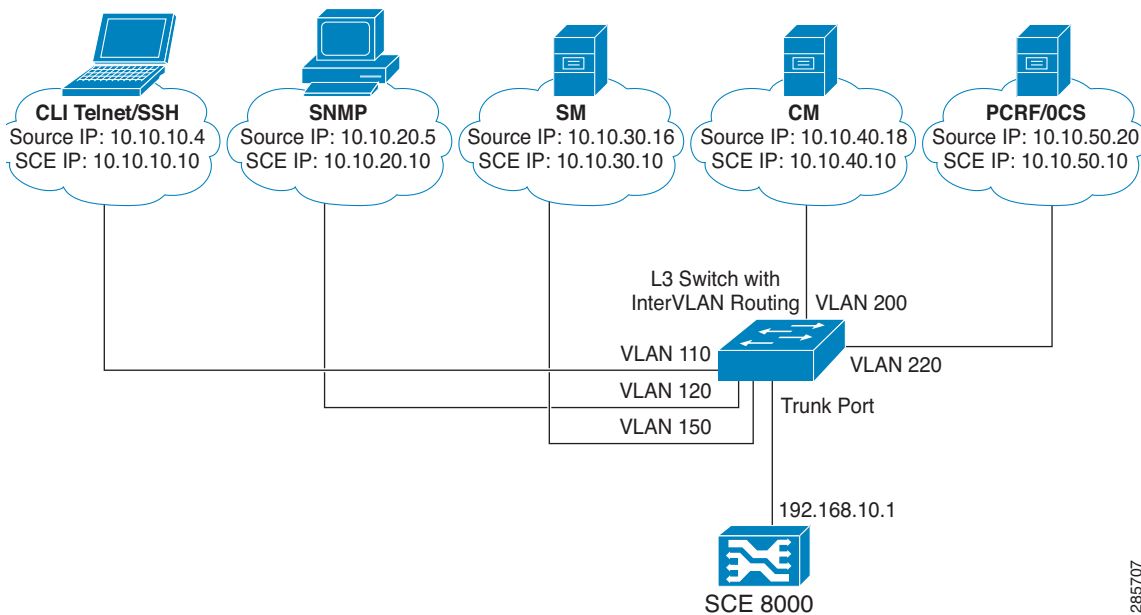 CLI Telnet/SSH
Source IP: 10.10.10.4
SCE IP: 10.10.10.10
SNMP
Source IP: 10.10.20.5
SCE IP: 10.10.20.10
SM
Source IP: 10.10.30.16
SCE IP: 10.10.30.10
CM
Source IP: 10.10.40.18
SCE IP: 10.10.40.10
PCRF/0CS
Source IP: 10.10.50.20
SCE IP: 10.10.50.10
L3 Switch with
InterVLAN Routing
VLAN 200
VLAN 110
VLAN 220
VLAN 120
Trunk Port
VLAN 150
192.168.10.1
SCE 8000
285707